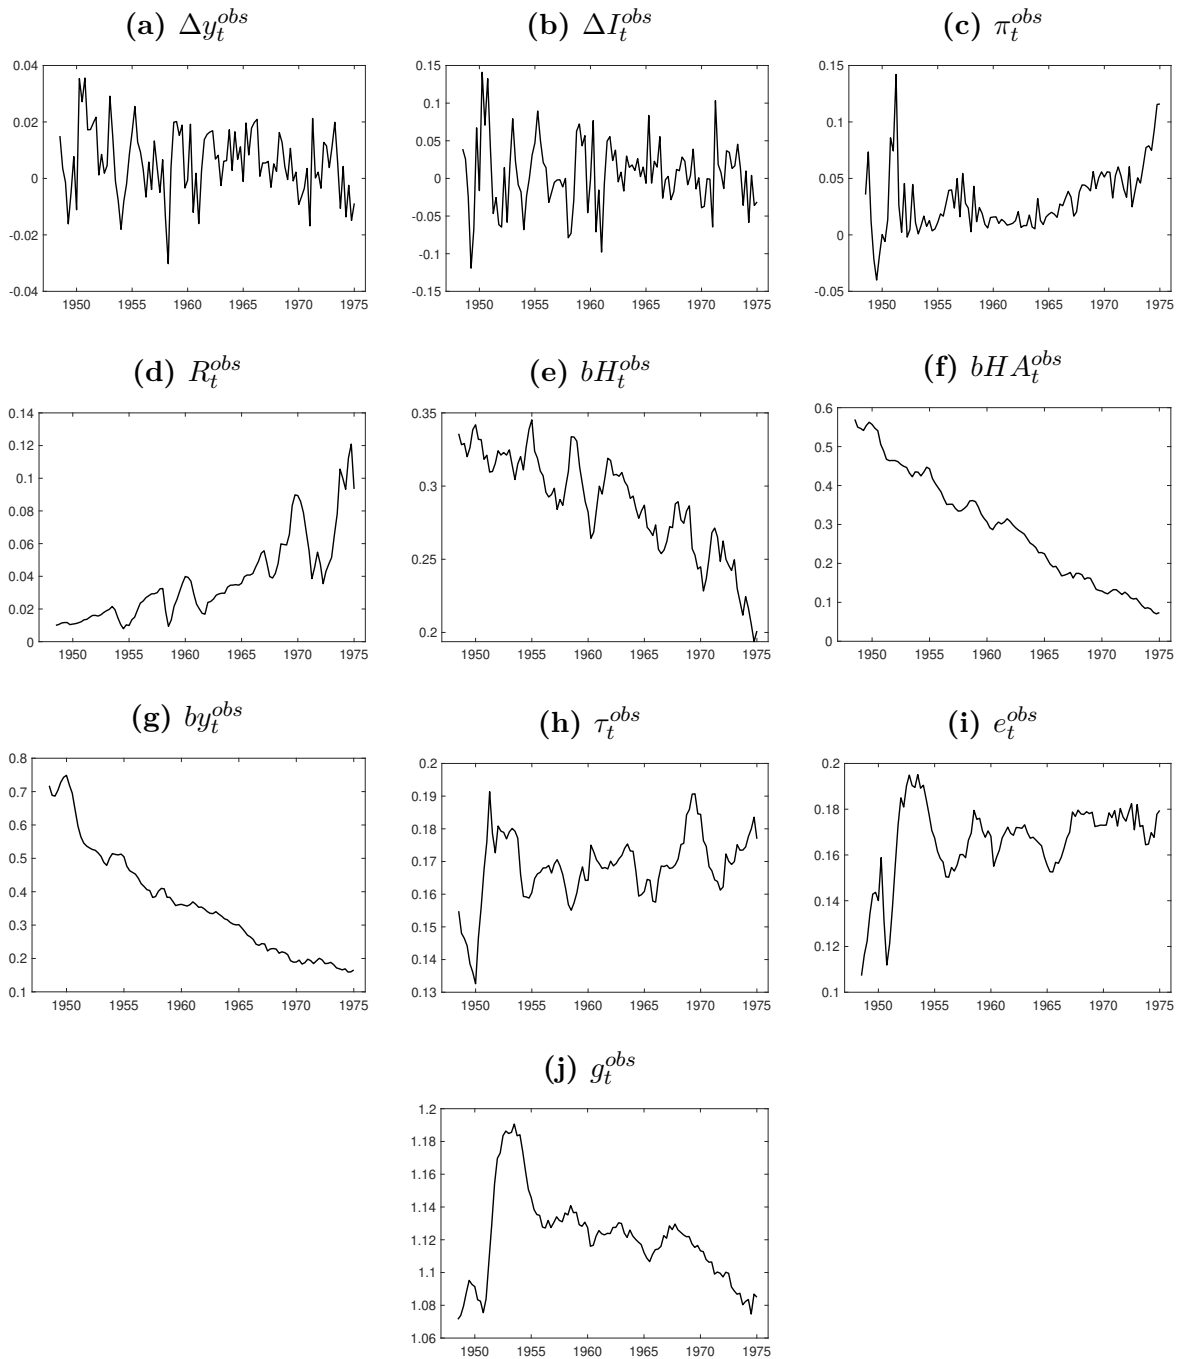 (a) Δy_t^{obs} (b) ΔI_t^{obs} (c) π_t^{obs}
0.04 0.15 0.15
0.1 0.1
0.02
0.05 0.05
0 0
-0.05 0
-0.02
-0.1
-0.04 -0.15 -0.05
1950 1955 1960 1965 1970 1975 1950 1955 1960 1965 1970 1975 1950 1955 1960 1965 1970 1975
(d) R_t^{obs} (e) bH_t^{obs} (f) bHA_t^{obs}
0.14 0.35 0.6
0.12 0.5
0.1 0.3 0.4
0.08
0.3
0.06 0.25
0.04 0.2
0.02 0.2 0.1
0 0
1950 1955 1960 1965 1970 1975 1950 1955 1960 1965 1970 1975 1950 1955 1960 1965 1970 1975
(g) by_t^{obs} (h) τ_t^{obs} (i) e_t^{obs}
0.8 0.2 0.2
0.7 0.19
0.18
0.6 0.18
0.5 0.17 0.16
0.4 0.16 0.14
0.3 0.15
0.12
0.2 0.14
0.1 0.13 0.1
1950 1955 1960 1965 1970 1975 1950 1955 1960 1965 1970 1975 1950 1955 1960 1965 1970 1975
(j) g_t^{obs}
1.2
1.18
1.16
1.14
1.12
1.1
1.08
1.06
1950 1955 1960 1965 1970 1975